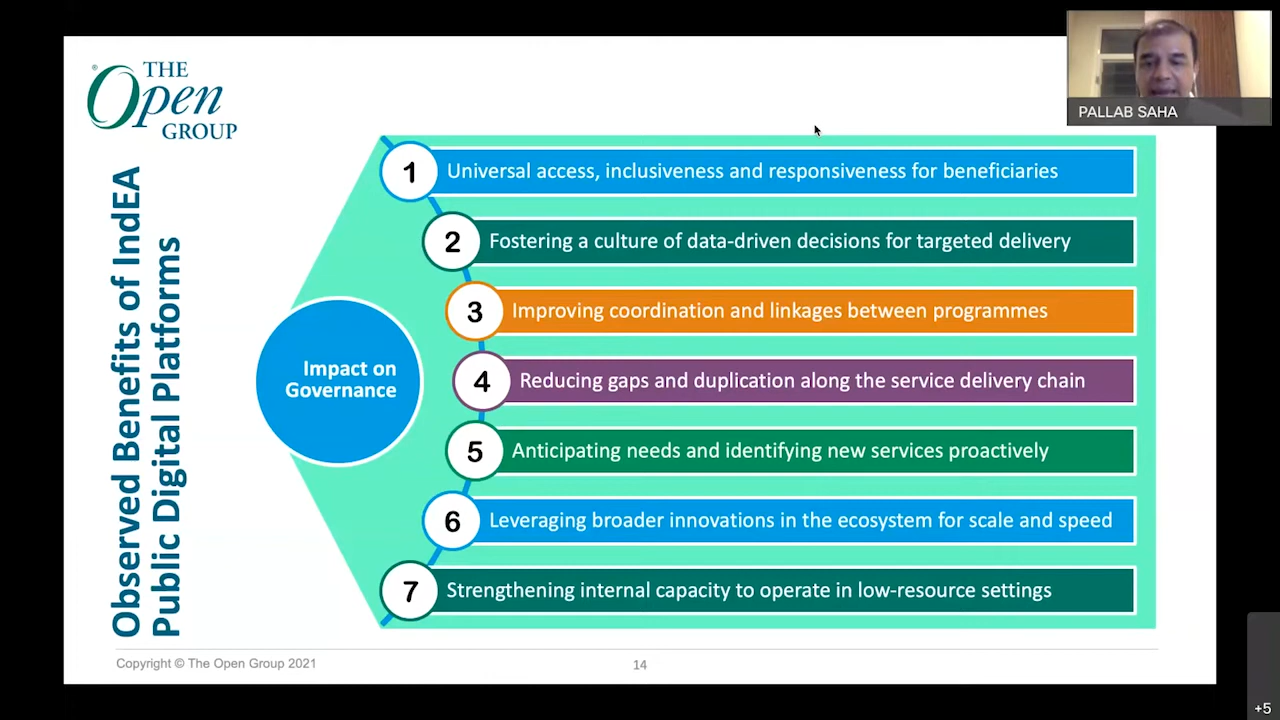 THE
Open
GROUP
®
PALLAB SAHA
Observed Benefits of IndEA
Public Digital Platforms
Impact on
Governance
1
Universal access, inclusiveness and responsiveness for beneficiaries
2
Fostering a culture of data-driven decisions for targeted delivery
3
Improving coordination and linkages between programmes
4
Reducing gaps and duplication along the service delivery chain
5
Anticipating needs and identifying new services proactively
6
Leveraging broader innovations in the ecosystem for scale and speed
7
Strengthening internal capacity to operate in low-resource settings
Copyright © The Open Group 2021
14
+5